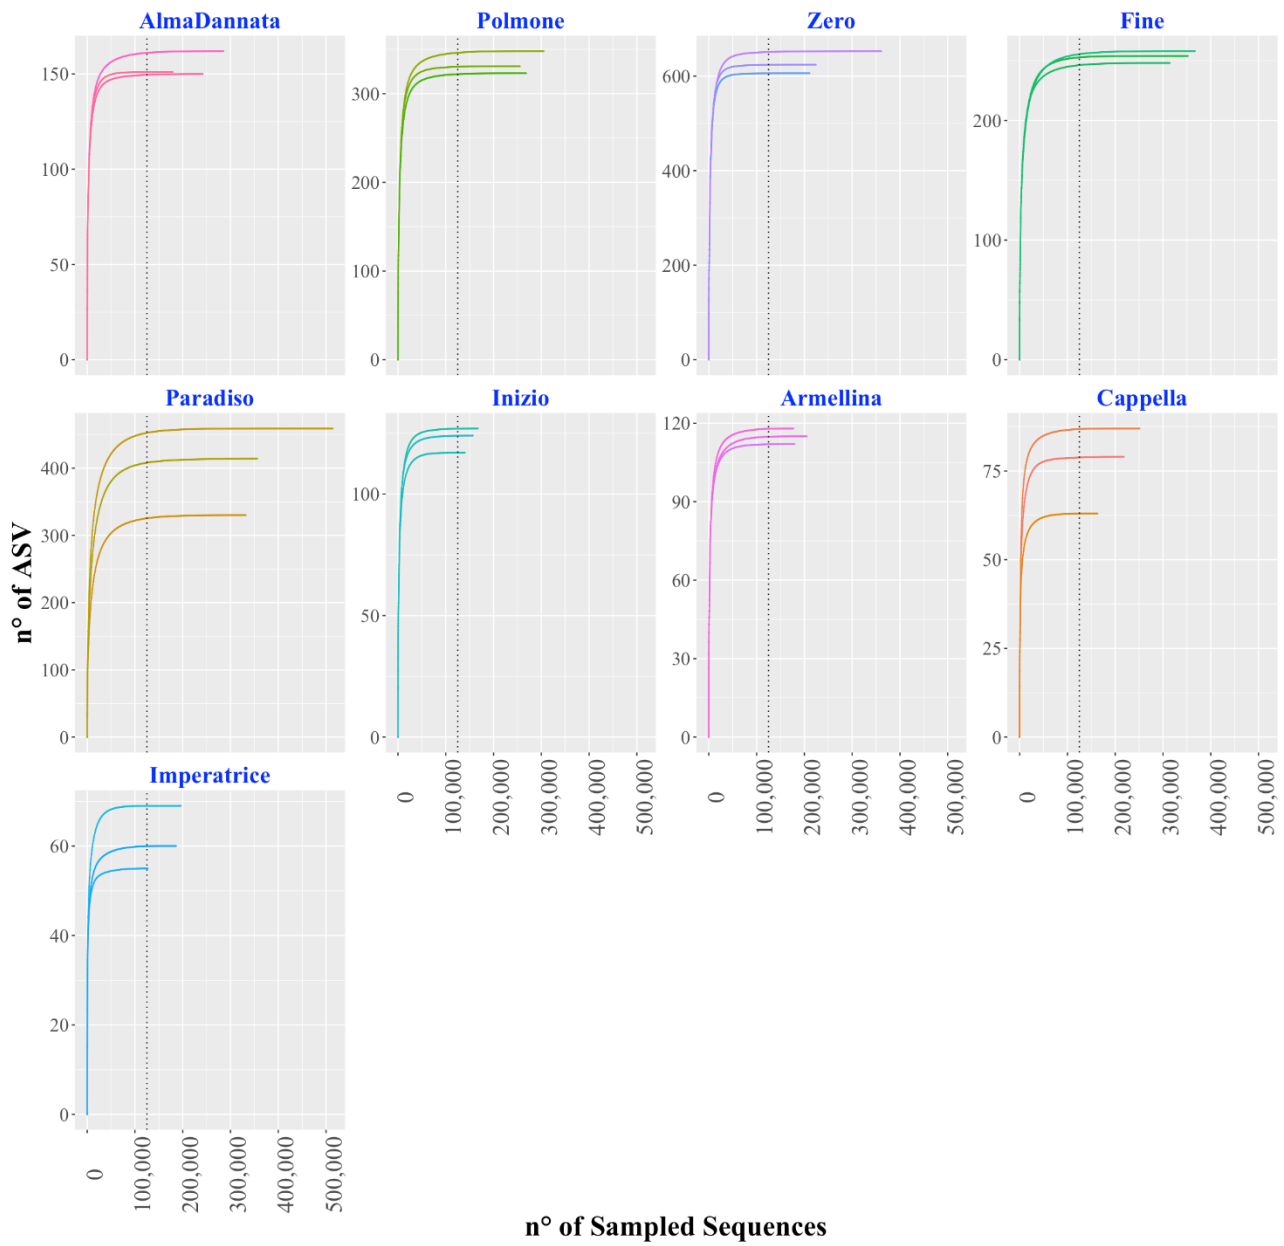 AlmaDannata Polmone Zero Fine
150 300 600 200
100 200 400 100
50 100 200 0
0 0 0
Paradiso Inizio Armellina Cappella
400 100 120 75
300 50 90 50
200 0 60 25
100 30 0
0 0
0 100,000 200,000 300,000 400,000 500,000
0 100,000 200,000 300,000 400,000 500,000
0 100,000 200,000 300,000 400,000 500,000
Imperatrice
60
40
20
0
0 100,000 200,000 300,000 400,000 500,000
n° of ASV
n° of Sampled Sequences